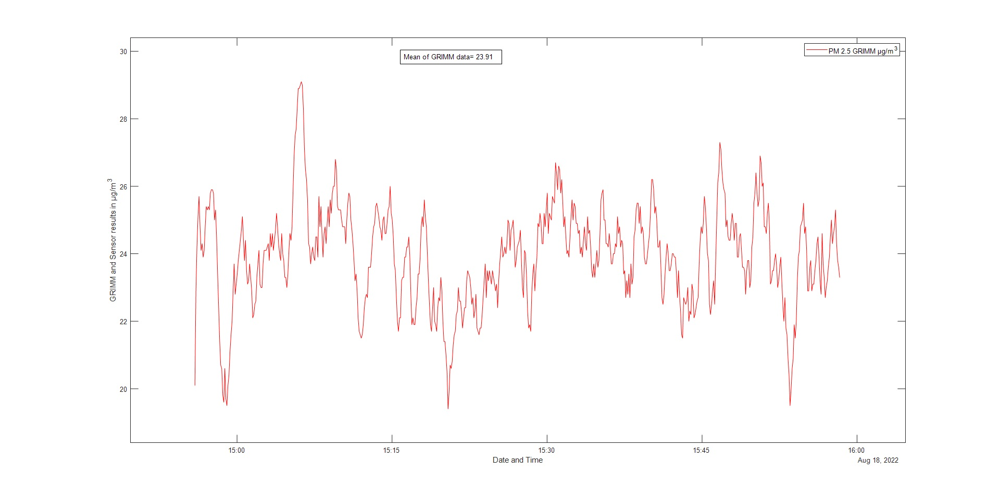 Mean of GRIMM data= 23.91
PM 2.5 GRIMM µg/m³
30
28
26
24
22
20
GRIMM and Sensor results in µg/m³
15:00 15:15 15:30 15:45 16:00
Date and Time
Aug 18, 2022